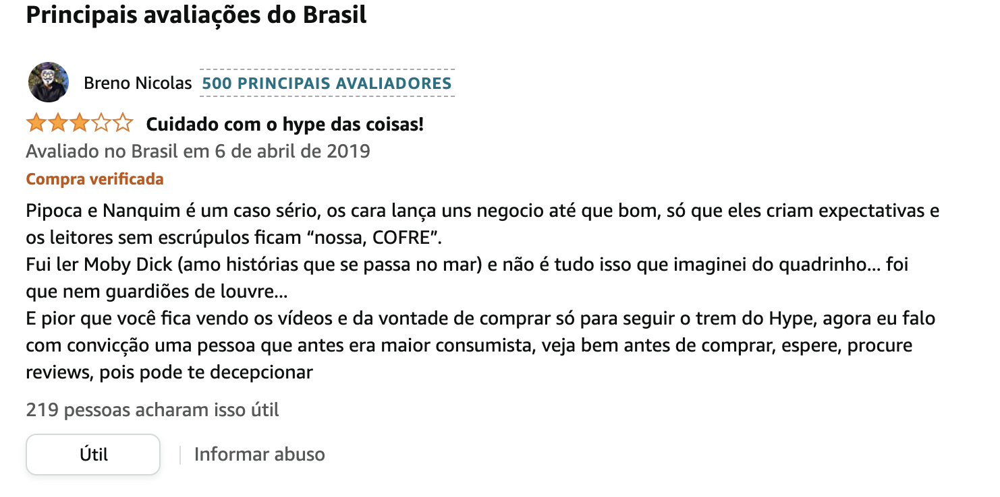 Principais avaliações do Brasil
Breno Nicolas 500 PRINCIPAIS AVALIADORES
Cuidado com o hype das coisas!
Avaliado no Brasil em 6 de abril de 2019
Compra verificada
Pipoca e Nanquim é um caso sério, os cara lança uns negocio até que bom, só que eles criam expectativas e
os leitores sem escrúpulos ficam “nossa, COFRE”.
Fui ler Moby Dick (amo histórias que se passa no mar) e não é tudo isso que imaginei do quadrinho... foi
que nem guardiões de louvre...
E pior que você fica vendo os vídeos e da vontade de comprar só para seguir o trem do Hype, agora eu falo
com convicção uma pessoa que antes era maior consumista, veja bem antes de comprar, espere, procure
reviews, pois pode te decepcionar
219 pessoas acharam isso útil
Útil | Informar abuso